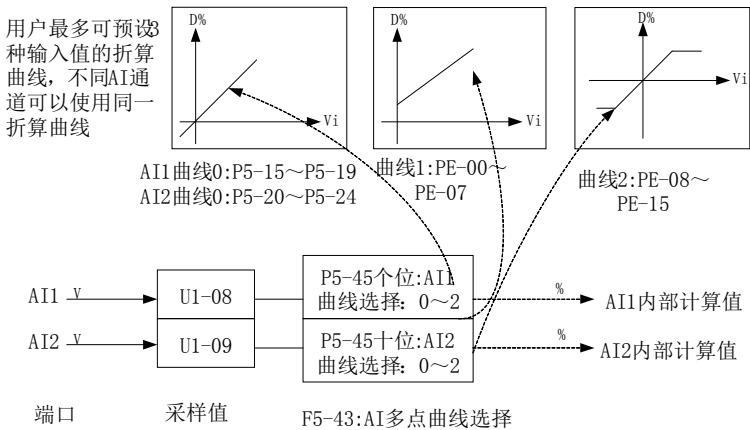 用户最多可预设3
种输入值的折算
曲线，不同AI通
道可以使用同一
折算曲线
D%
Vi
D%
Vi
D%
Vi
AI1曲线0:P5-15～P5-19
AI2曲线0:P5-20～P5-24
曲线1:PE-00～
PE-07
曲线2:PE-08～
PE-15
AI1 V
U1-08
P5-45个位:AI1
曲线选择：0～2
%
AI1内部计算值
AI2 V
U1-09
P5-45十位:AI2
曲线选择：0～2
%
AI2内部计算值
端口
采样值
F5-43:AI多点曲线选择